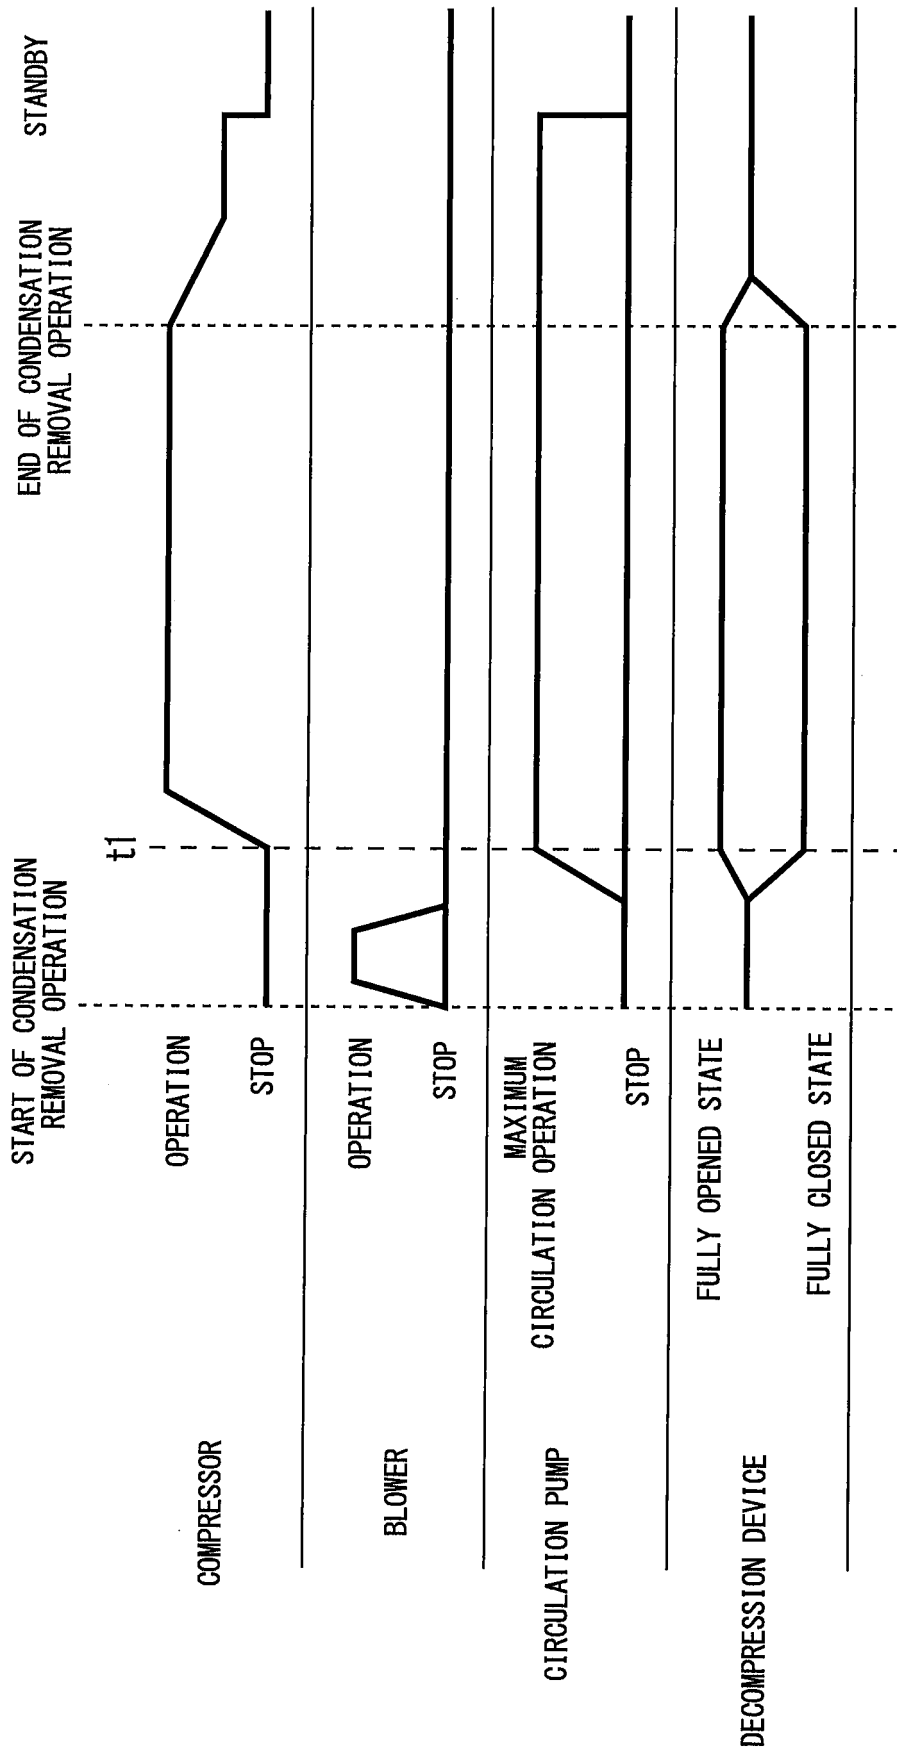 START OF CONDENSATION
REMOVAL OPERATION
t1
END OF CONDENSATION
REMOVAL OPERATION
STANDBY
COMPRESSOR
OPERATION
STOP
BLOWER
OPERATION
STOP
CIRCULATION PUMP
MAXIMUM
CIRCULATION OPERATION
STOP
DECOMPRESSION DEVICE
FULLY OPENED STATE
FULLY CLOSED STATE